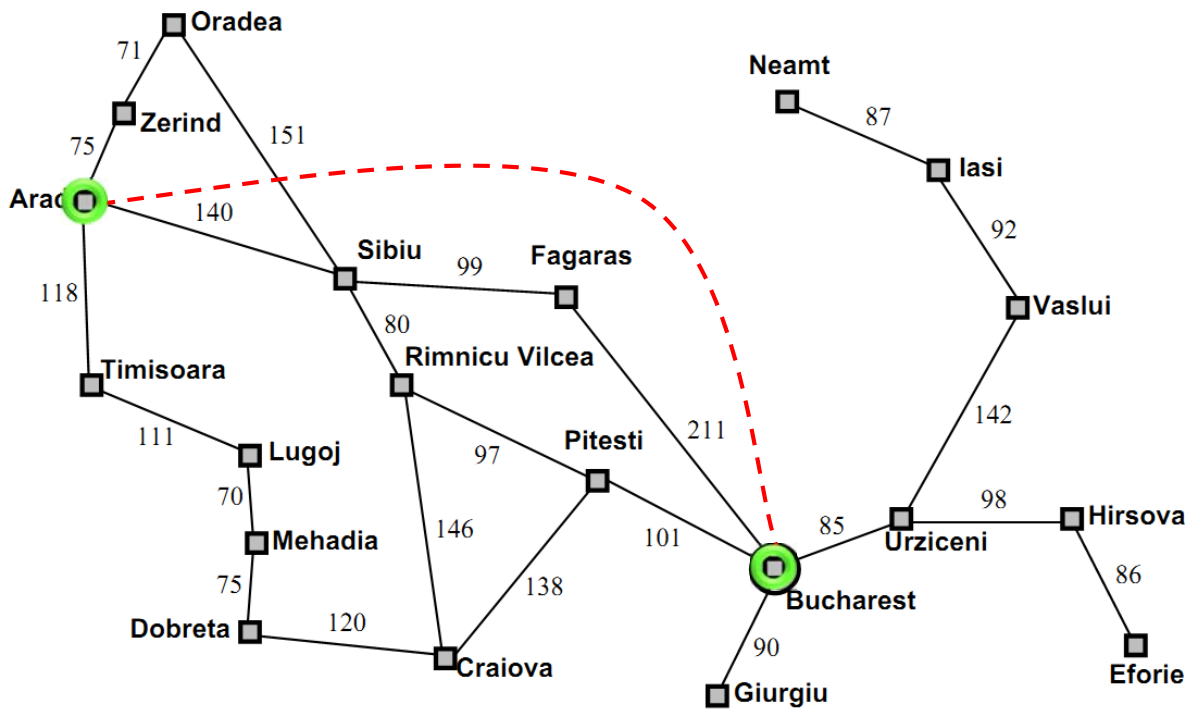 Oradea
71
Neamt
Zerind
87
151
75
Iasi
Arad
140
92
Sibiu
Fagaras
99
118
Vaslui
80
Timisoara
Rimnicu Vilcea
142
111
211
Pitesti
Lugoj
97
70
98
Hirsova
146
101
85
Urziceni
Mehadia
86
75
138
Bucharest
Dobreta
120
90
Craiova
Eforie
Giurgiu